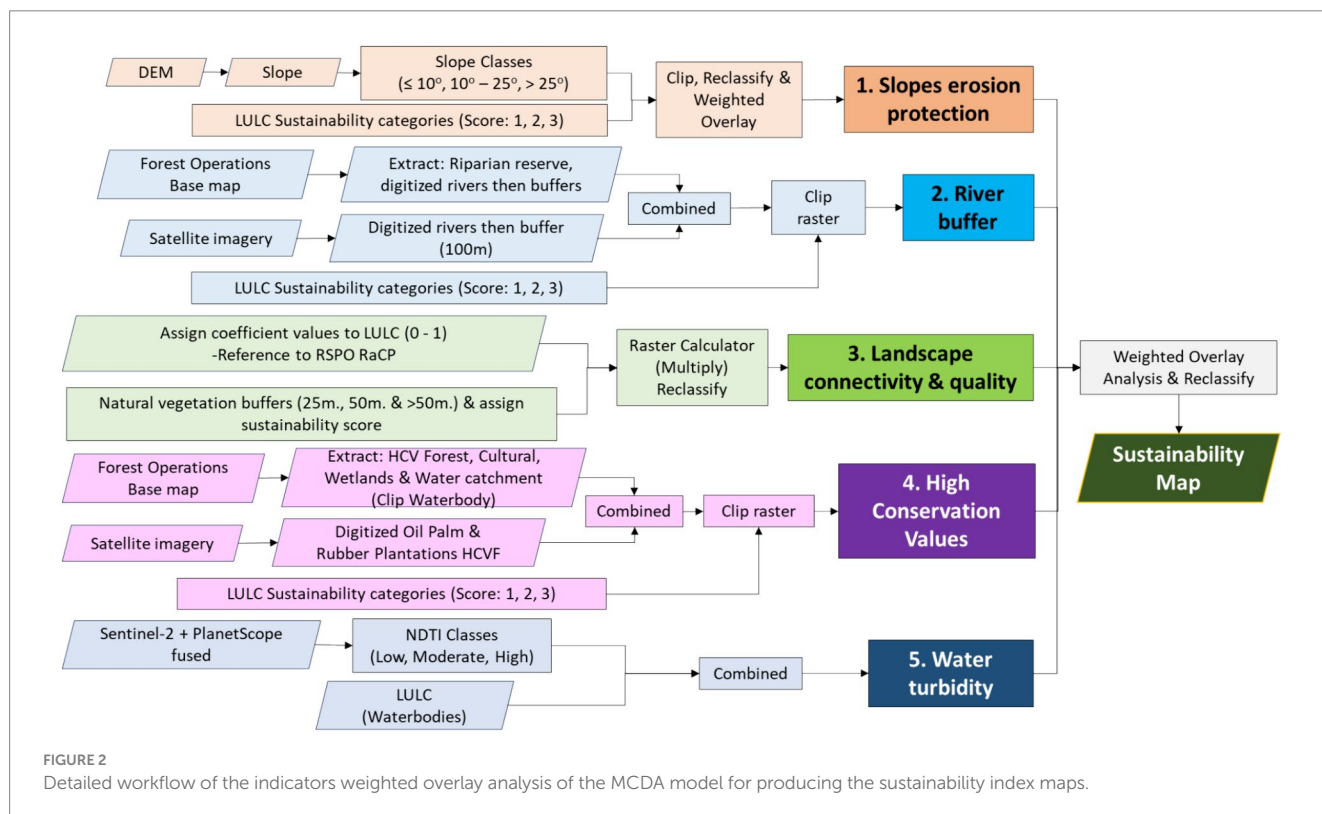 DEM
Slope
Slope Classes
(≤ 10°, 10° – 25°, > 25°)
LULC Sustainability categories (Score: 1, 2, 3)
Clip, Reclassify &
Weighted
Overlay
1. Slopes erosion
protection
Forest Operations
Base map
Extract: Riparian reserve,
digitized rivers then buffers
Satellite imagery
Digitized rivers then buffer
(100m)
Combined
LULC Sustainability categories (Score: 1, 2, 3)
Clip
raster
2. River
buffer
Assign coefficient values to LULC (0 - 1)
-Reference to RSPO RaCP
Natural vegetation buffers (25m., 50m. & >50m.) & assign
sustainability score
Raster Calculator
(Multiply)
Reclassify
3. Landscape
connectivity & quality
Forest Operations
Base map
Extract: HCV Forest, Cultural,
Wetlands & Water catchment
(Clip Waterbody)
Satellite imagery
Digitized Oil Palm &
Rubber Plantations HCVF
Combined
LULC Sustainability categories (Score: 1, 2, 3)
Clip raster
4. High
Conservation
Values
Sentinel-2 + PlanetScope
fused
NDTI Classes
(Low, Moderate, High)
LULC
(Waterbodies)
Combined
5. Water
turbidity
Weighted Overlay
Analysis & Reclassify
Sustainability
Map
FIGURE 2
Detailed workflow of the indicators weighted overlay analysis of the MCDA model for producing the sustainability index maps.